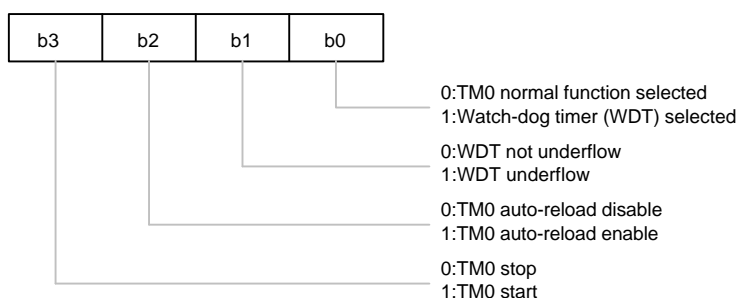 b3 b2 b1 b0
0:TM0 normal function selected
1:Watch-dog timer (WDT) selected
0:WDT not underflow
1:WDT underflow
0:TM0 auto-reload disable
1:TM0 auto-reload enable
0:TM0 stop
1:TM0 start